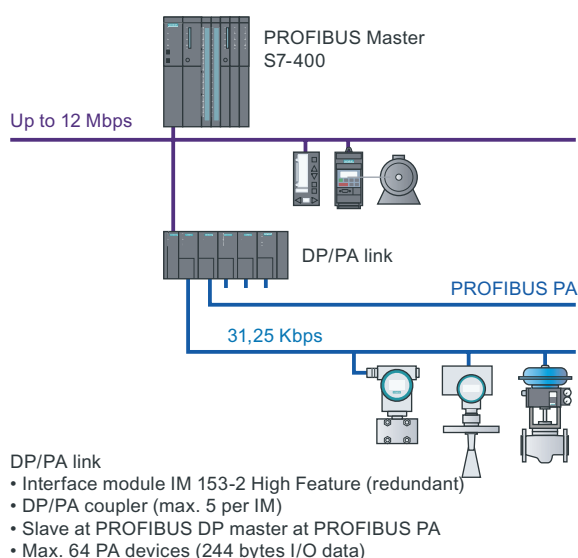 PROFIBUS Master
S7-400
Up to 12 Mbps
DP/PA link
PROFIBUS PA
31,25 Kbps
DP/PA link
• Interface module IM 153-2 High Feature (redundant)
• DP/PA coupler (max. 5 per IM)
• Slave at PROFIBUS DP master at PROFIBUS PA
• Max. 64 PA devices (244 bytes I/O data)